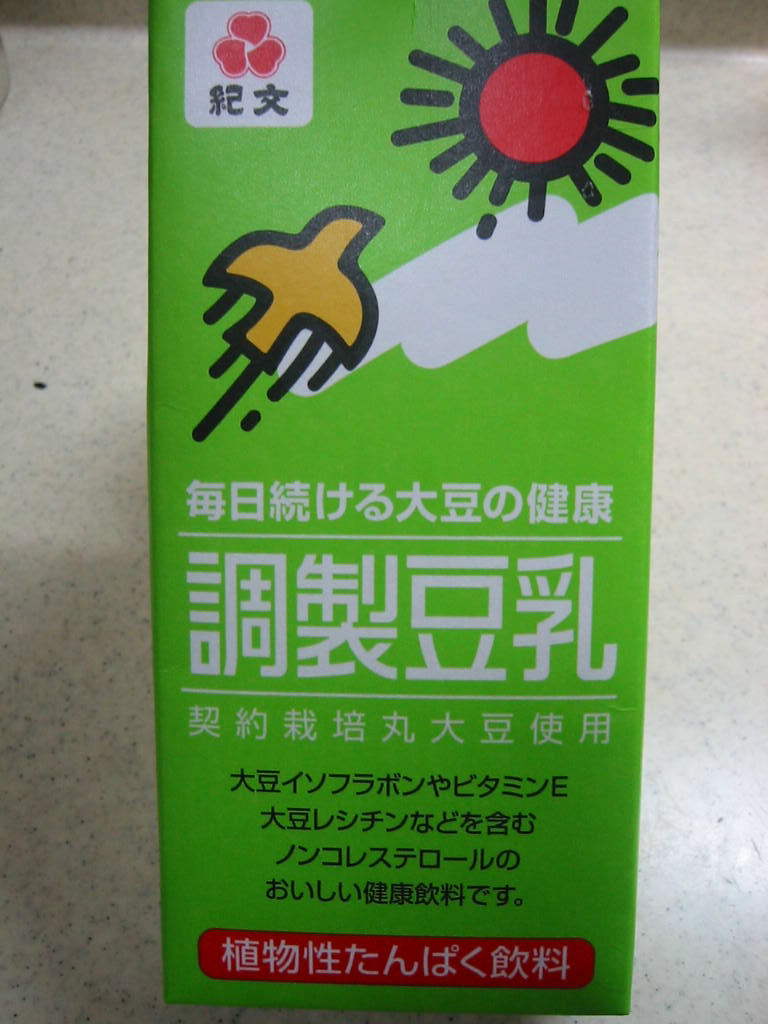 紀文
毎日続ける大豆の健康
調製豆乳
契約栽培丸大豆使用
大豆イソフラボンやビタミンE
大豆レシチンなどを含む
ノンコレステロールの
おいしい健康飲料です。
植物性たんぱく飲料